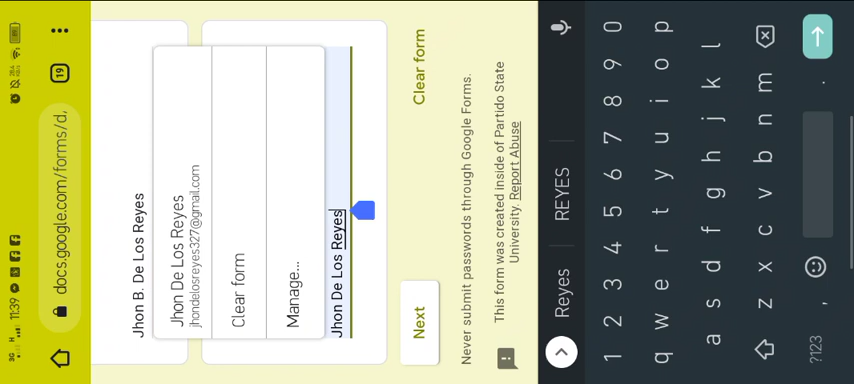 11:39
docs.google.com/forms/d,
19
Jhon B. De Los Reyes
Jhon De Los Reyes
jhondelosreyes327@gmail.com
Clear form
Manage...
Jhon De Los Reyes
Next
Clear form
Never submit passwords through Google Forms.
This form was created inside of Partido State
University. Report Abuse
Reyes
REYES
1 2 3 4 5 6 7 8 9 0
q w e r t y u i o p
a s d f g h j k l
z x c v b n m
?123 , .